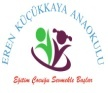 EREN KÜÇÜKKAYA ANAOKULU
Eğitim Çocuğu Sevmekle Başlar